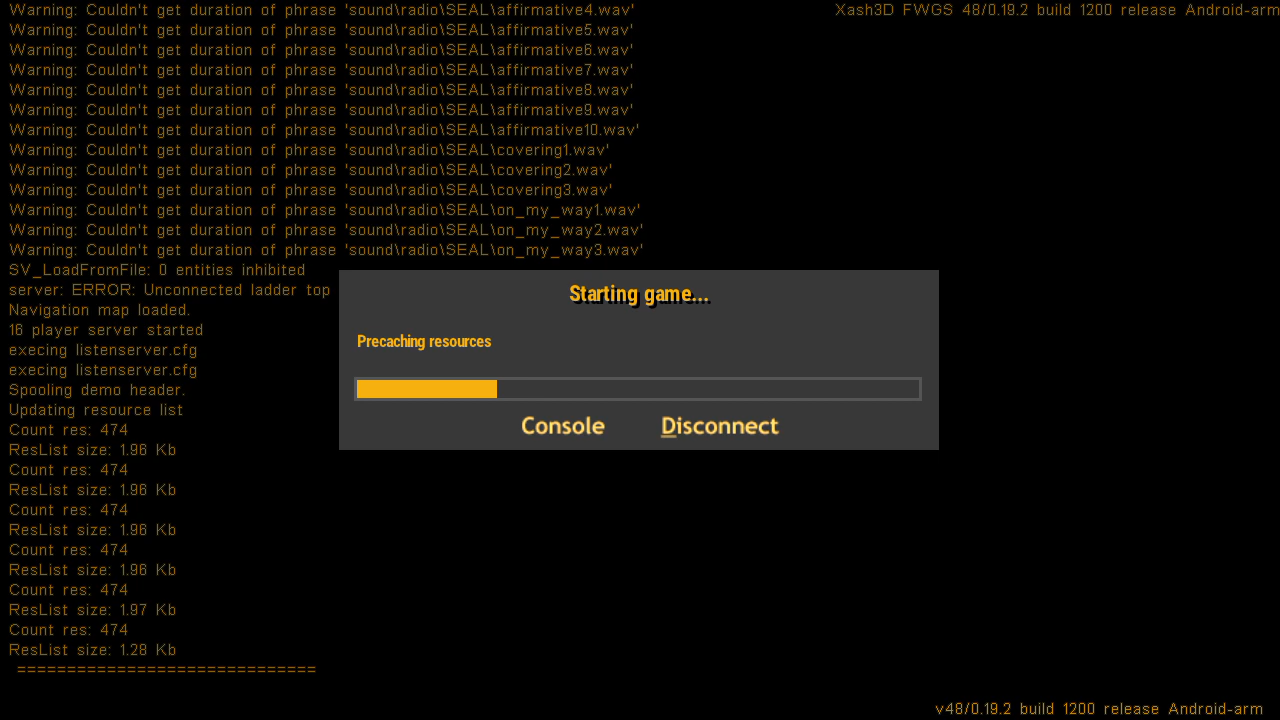 Warning: Couldn't get duration of phrase 'sound\radio\SEAL\affirmative4.wav'
Xash3D FWGS 48/0.19.2 build 1200 release Android-arm
Warning: Couldn't get duration of phrase 'sound\radio\SEAL\affirmative5.wav'
Warning: Couldn't get duration of phrase 'sound\radio\SEAL\affirmative6.wav'
Warning: Couldn't get duration of phrase 'sound\radio\SEAL\affirmative7.wav'
Warning: Couldn't get duration of phrase 'sound\radio\SEAL\affirmative8.wav'
Warning: Couldn't get duration of phrase 'sound\radio\SEAL\affirmative9.wav'
Warning: Couldn't get duration of phrase 'sound\radio\SEAL\affirmative10.wav'
Warning: Couldn't get duration of phrase 'sound\radio\SEAL\covering1.wav'
Warning: Couldn't get duration of phrase 'sound\radio\SEAL\covering2.wav'
Warning: Couldn't get duration of phrase 'sound\radio\SEAL\covering3.wav'
Warning: Couldn't get duration of phrase 'sound\radio\SEAL\on_my_way1.wav'
Warning: Couldn't get duration of phrase 'sound\radio\SEAL\on_my_way2.wav'
Warning: Couldn't get duration of phrase 'sound\radio\SEAL\on_my_way3.wav'
SV_LoadFromFile: 0 entities inhibited
server: ERROR: Unconnected ladder top
Navigation map loaded.
16 player server started
execing listenserver.cfg
execing listenserver.cfg
Spooling demo header.
Updating resource list
Count res: 474
ResList size: 1.96 Kb
Count res: 474
ResList size: 1.96 Kb
Count res: 474
ResList size: 1.96 Kb
Count res: 474
ResList size: 1.96 Kb
Count res: 474
ResList size: 1.97 Kb
Count res: 474
ResList size: 1.28 Kb
==============================
Starting game...
Precaching resources
Console Disconnect
v48/0.19.2 build 1200 release Android-arm